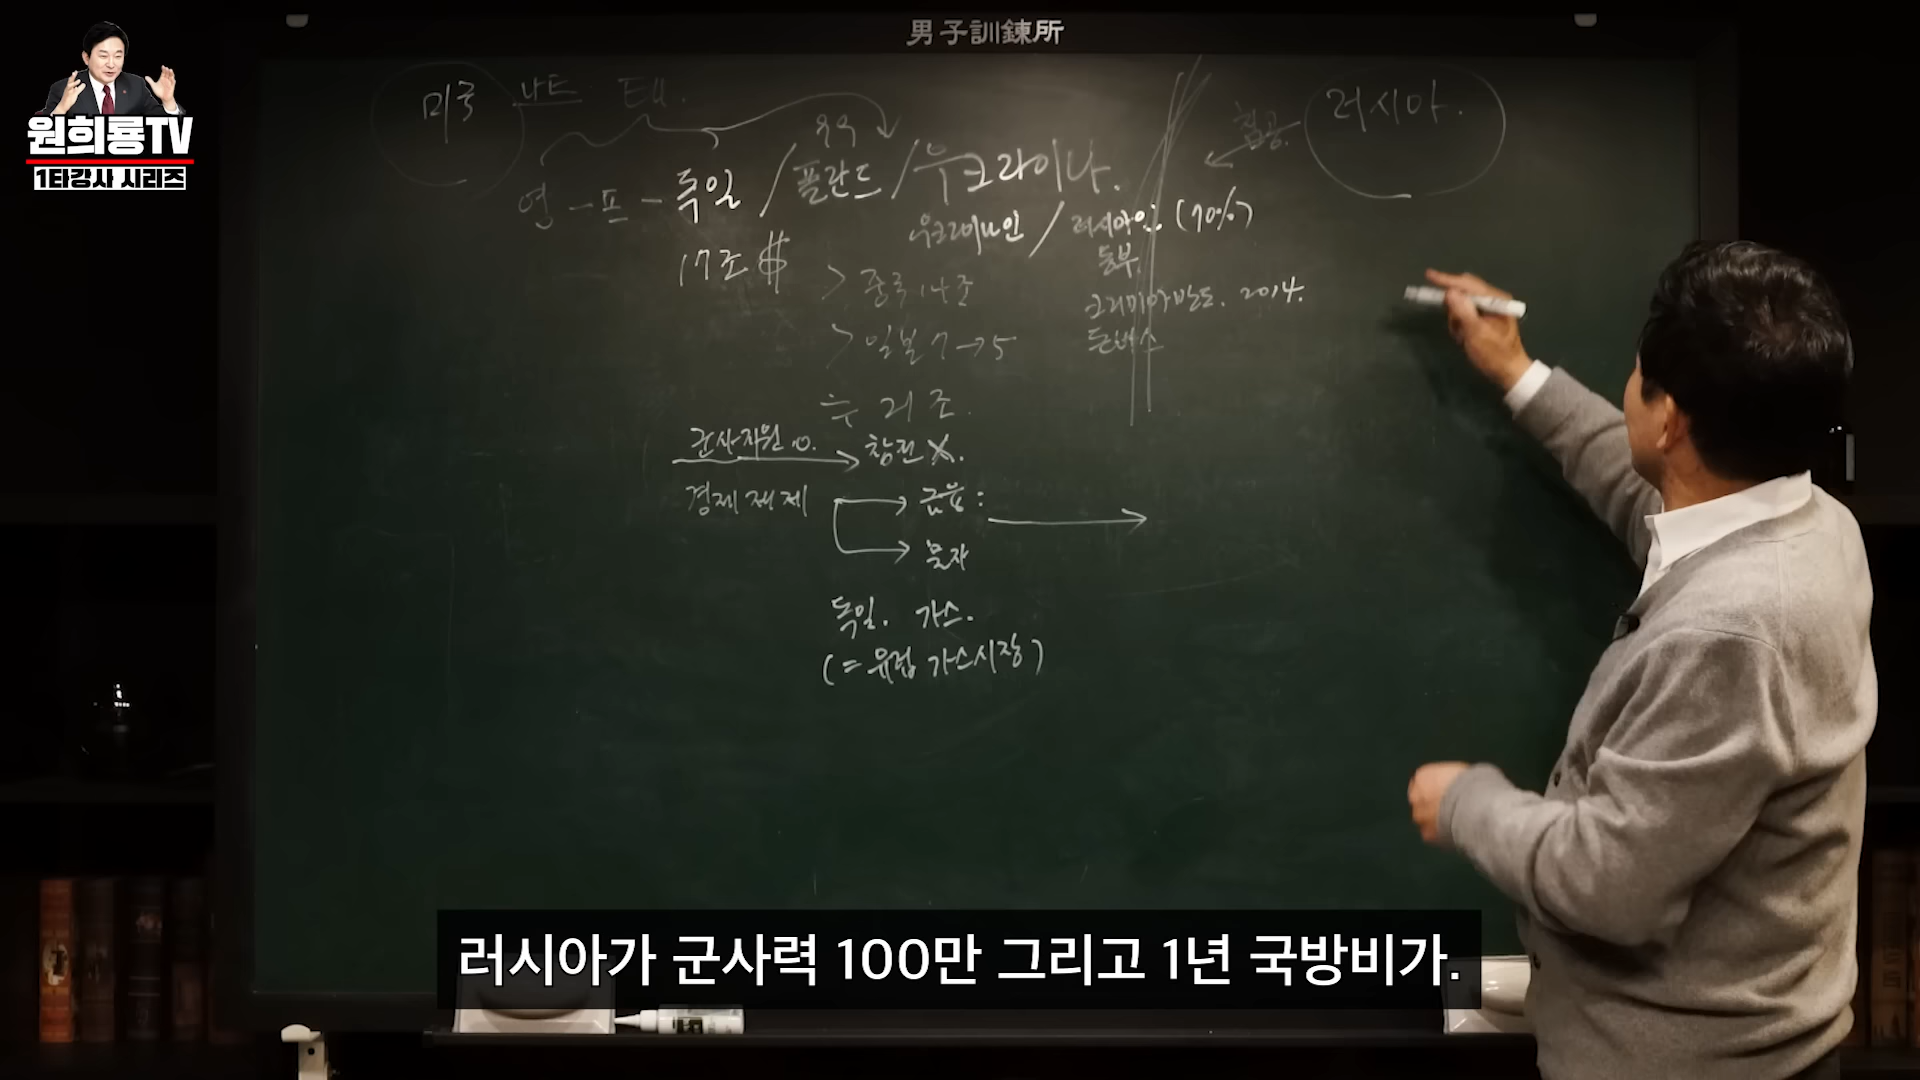 원희룡TV
1타강사 시리즈
男子訓鍊所
미국 나토 EU.
러시아.
침공
영-프-독일/폴란드/우크라이나.
우크라이나인/러시아인 (70%)
동부
17조$
>중국 14조
크리미아반도. 2014.
>일본 7→5
돈바스
군사지원 O. 참전 X.
경제제재 금융:
물자
독일. 가스.
(=유럽 가스시장)
러시아가 군사력 100만 그리고 1년 국방비가.